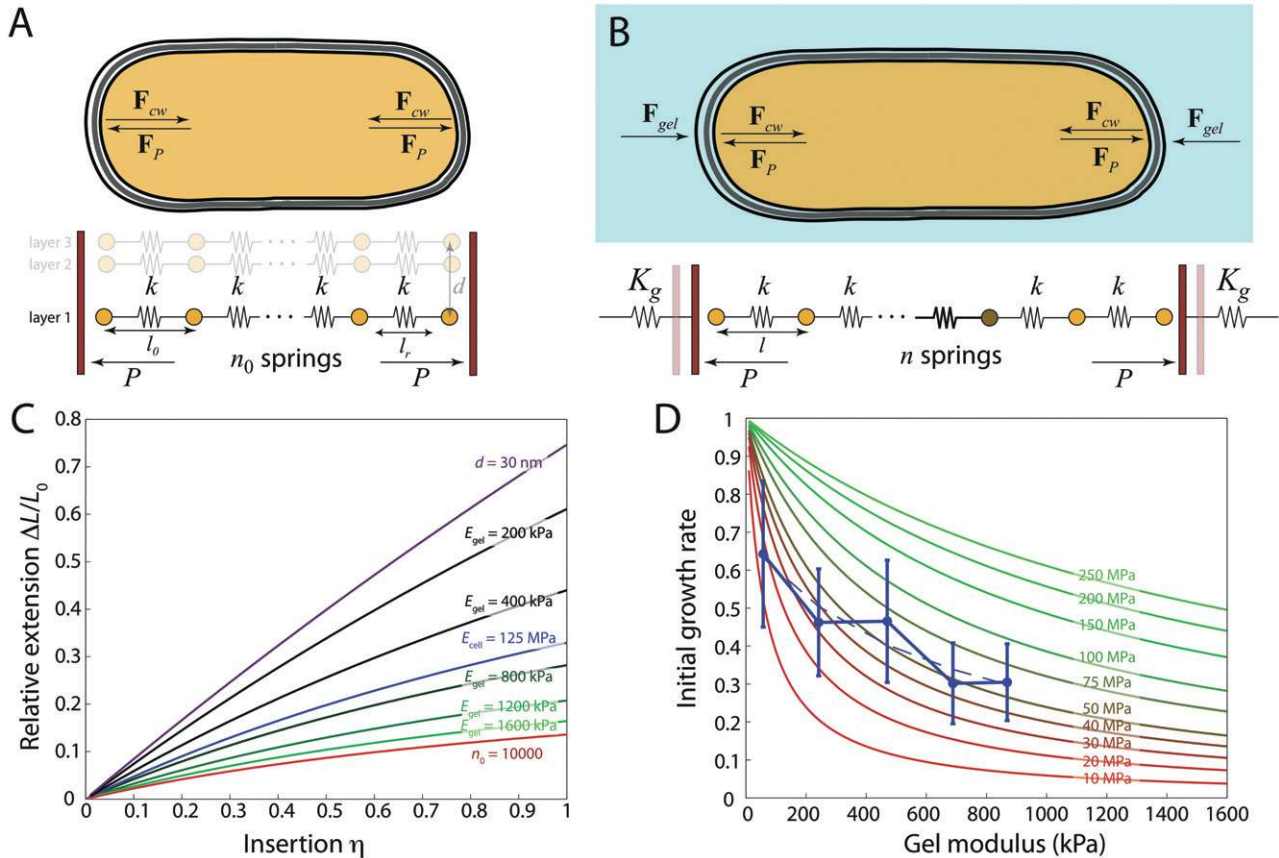 A
F_cw
F_cw
F_P
F_P
layer 3
layer 2
layer 1
k
k
k
k
d
l_0
l_r
n_0 springs
P
P
B
F_gel
F_cw
F_P
F_cw
F_P
F_gel
K_g
k
k
k
k
K_g
l
n springs
P
P
C
Relative extension ΔL/L_0
0.8
0.7
0.6
0.5
0.4
0.3
0.2
0.1
0
d = 30 nm
E_gel = 200 kPa
E_gel = 400 kPa
E_cell = 125 MPa
E_gel = 800 kPa
E_gel = 1200 kPa
E_gel = 1600 kPa
n_0 = 10000
0 0.1 0.2 0.3 0.4 0.5 0.6 0.7 0.8 0.9 1
Insertion η
D
Initial growth rate
1
0.9
0.8
0.7
0.6
0.5
0.4
0.3
0.2
0.1
0
250 MPa
200 MPa
150 MPa
100 MPa
75 MPa
50 MPa
40 MPa
30 MPa
20 MPa
10 MPa
0 200 400 600 800 1000 1200 1400 1600
Gel modulus (kPa)